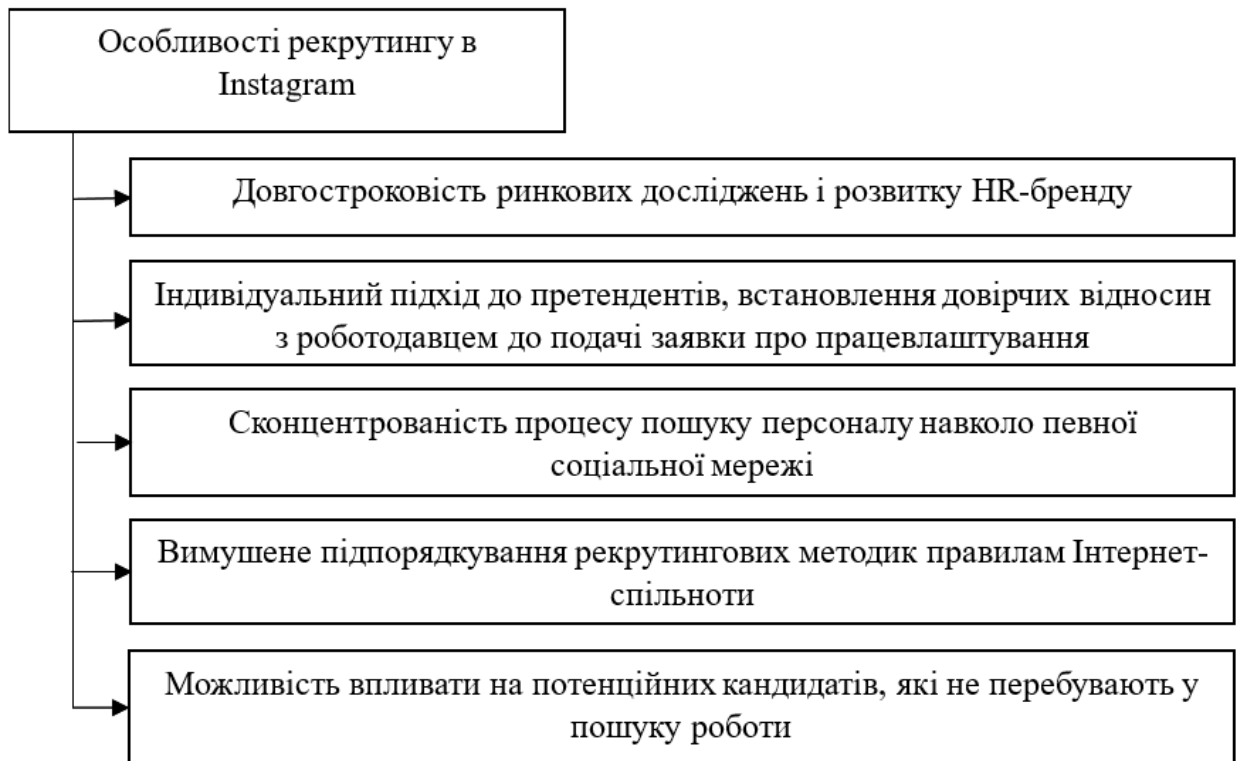 Особливості рекрутингу в
Instagram
Довгостроковість ринкових досліджень і розвитку HR-бренду
Індивідуальний підхід до претендентів, встановлення довірчих відносин
з роботодавцем до подачі заявки про працевлаштування
Сконцентрованість процесу пошуку персоналу навколо певної
соціальної мережі
Вимушене підпорядкування рекрутингових методик правилам Інтернет-
спільноти
Можливість впливати на потенційних кандидатів, які не перебувають у
пошуку роботи